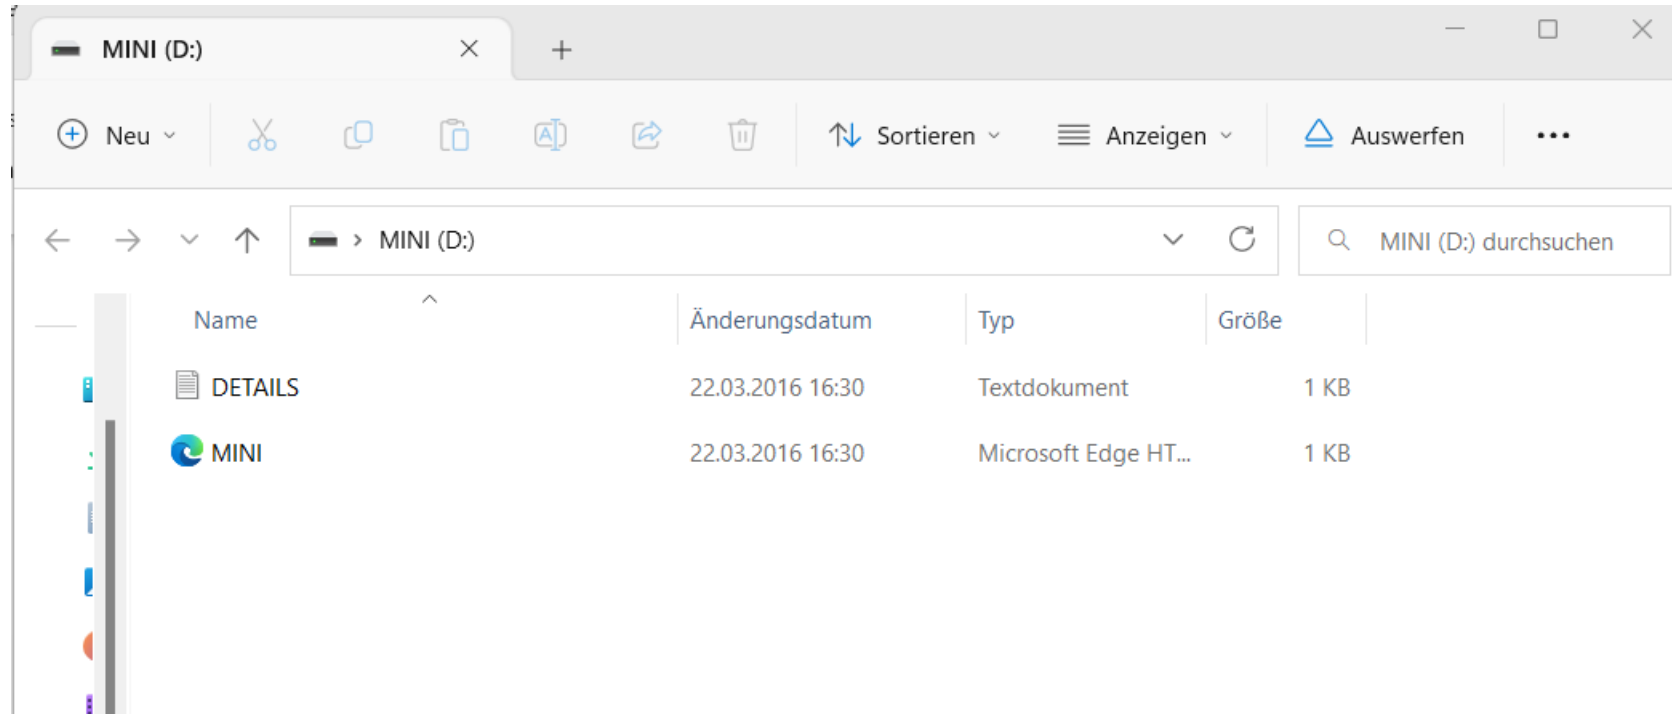 MINI (D:)
Neu
Sortieren
Anzeigen
Auswerfen
MINI (D:)
MINI (D:) durchsuchen
Name Änderungsdatum Typ Größe
DETAILS 22.03.2016 16:30 Textdokument 1 KB
MINI 22.03.2016 16:30 Microsoft Edge HT... 1 KB